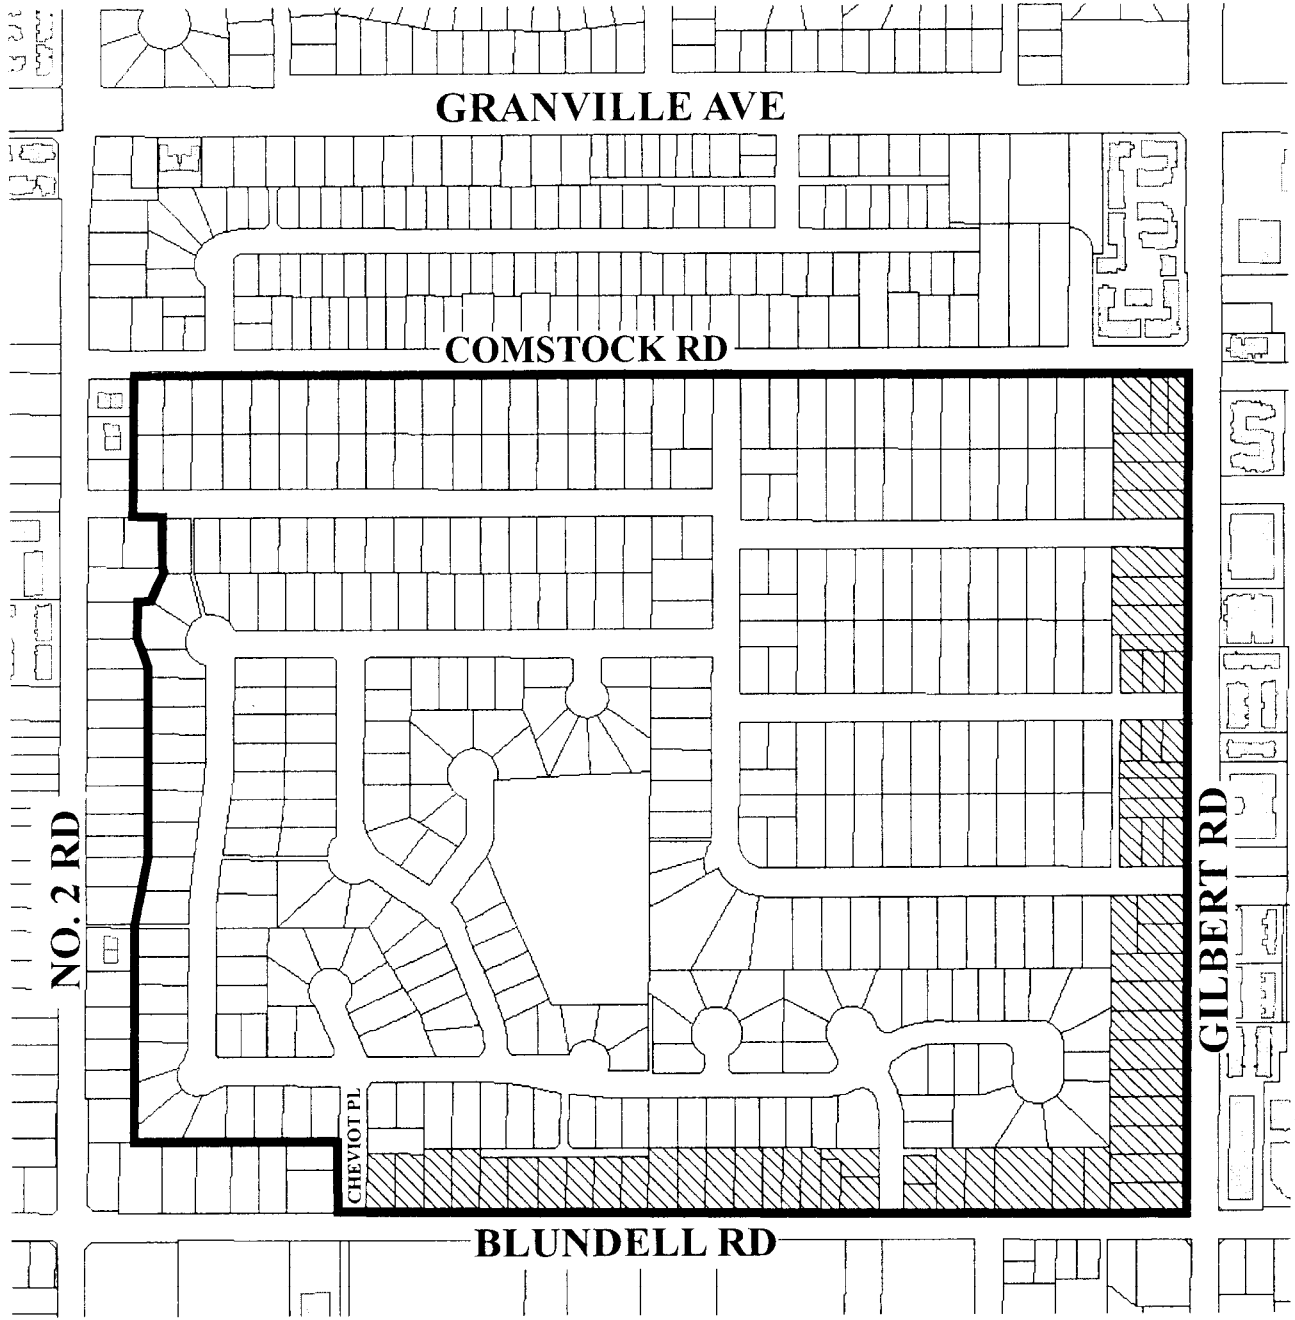 GRANVILLE AVE
COMSTOCK RD
NO. 2 RD
GILBERT RD
CHEVIOT PL
BLUNDELL RD